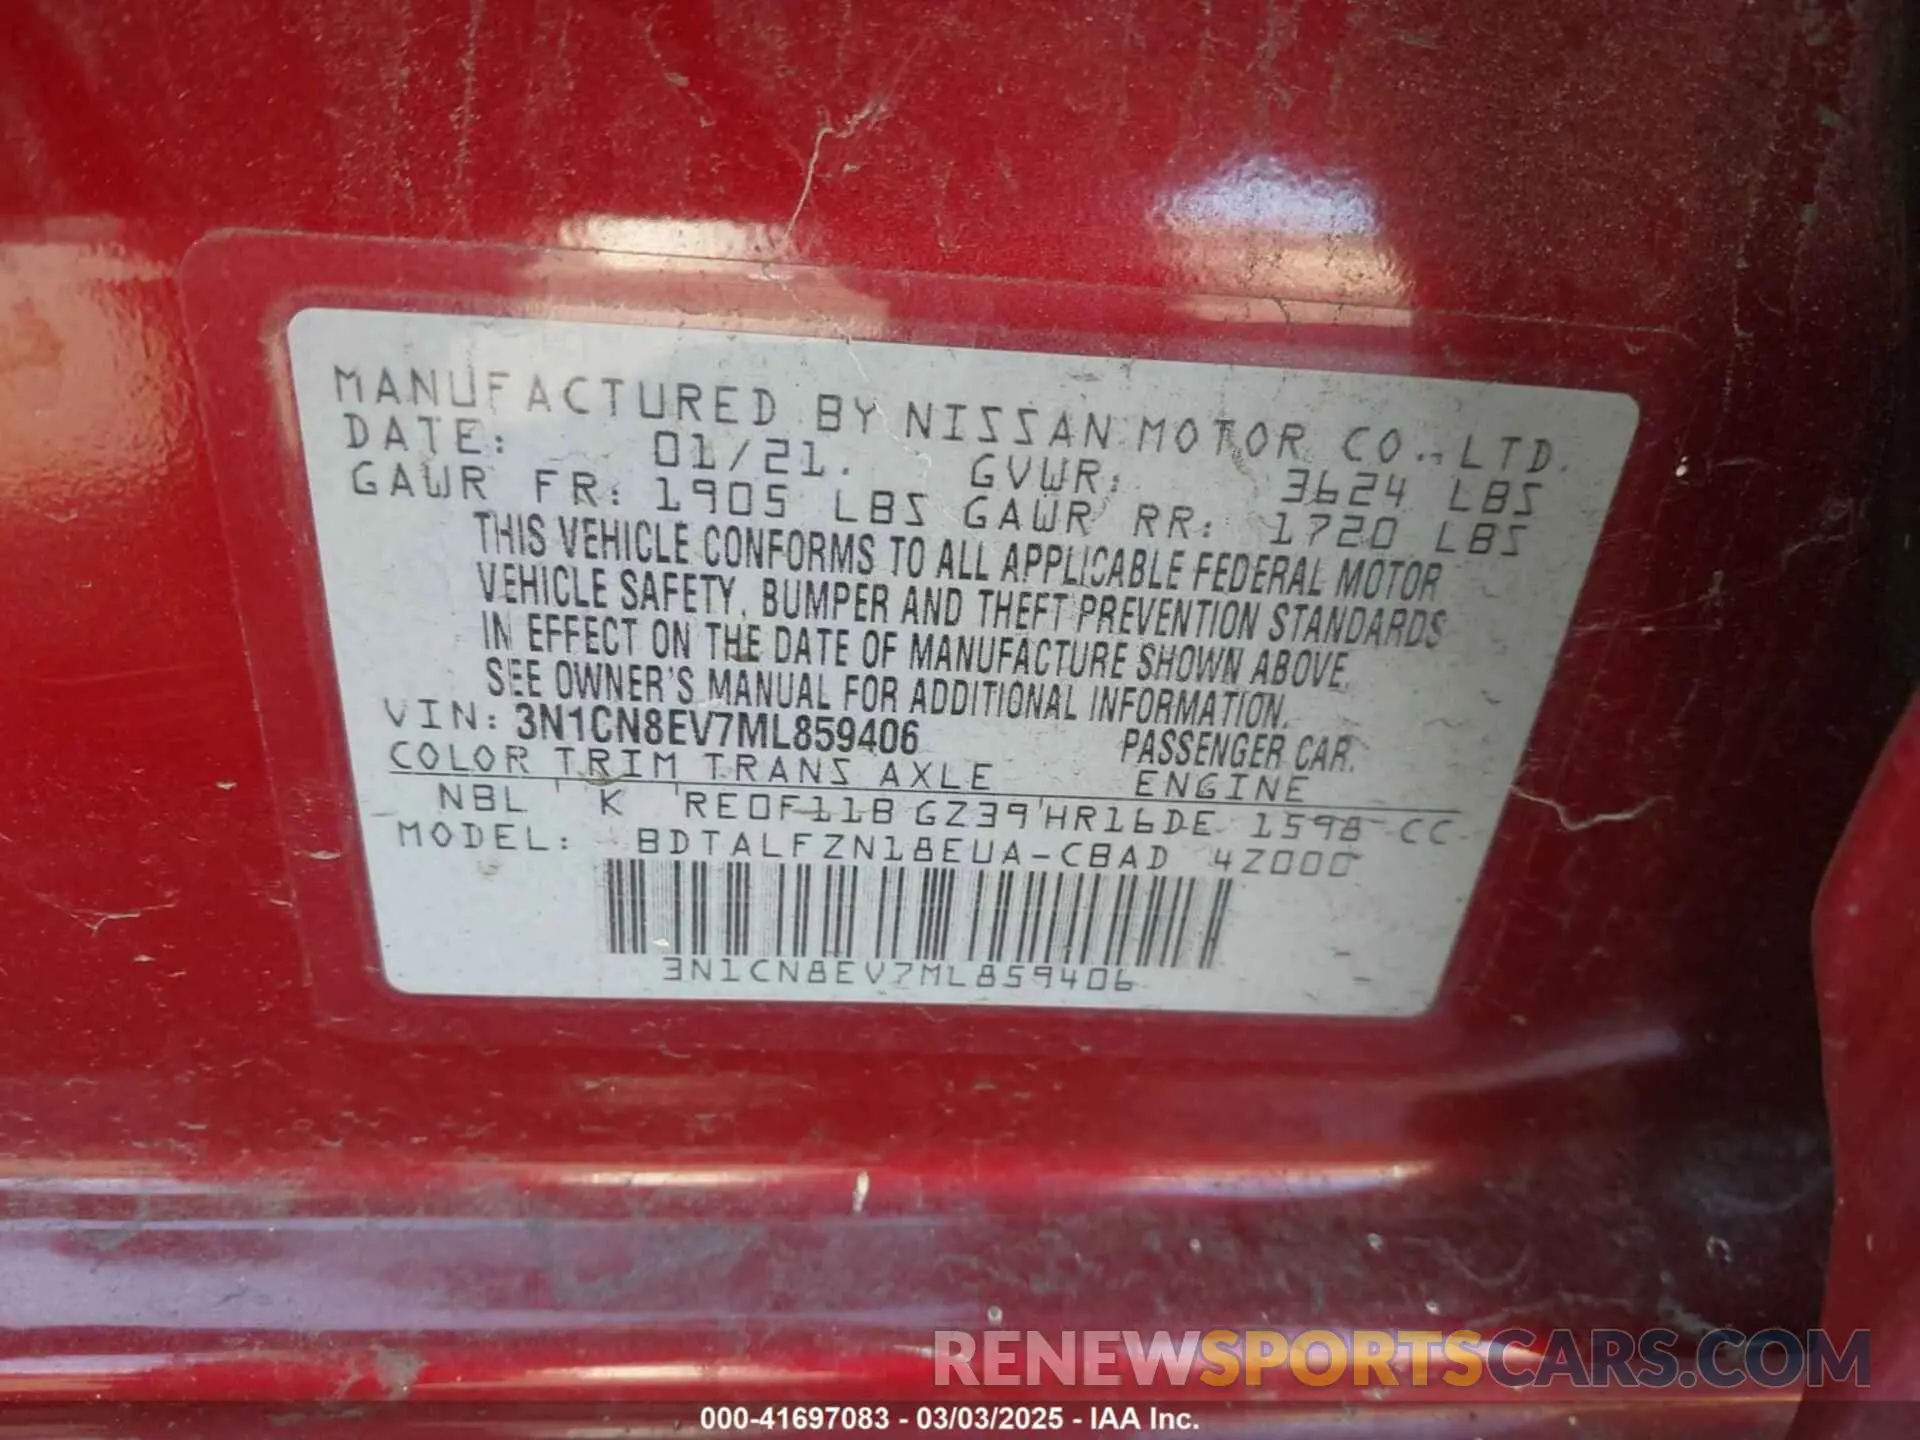 MANUFACTURED BY NISSAN MOTOR CO., LTD.
DATE: 01/21. GVWR: 3624 LBS
GAWR FR: 1905 LBS GAWR RR: 1720 LBS
THIS VEHICLE CONFORMS TO ALL APPLICABLE FEDERAL MOTOR
VEHICLE SAFETY, BUMPER AND THEFT PREVENTION STANDARDS
IN EFFECT ON THE DATE OF MANUFACTURE SHOWN ABOVE.
SEE OWNER'S MANUAL FOR ADDITIONAL INFORMATION.
VIN: 3N1CN8EV7ML859406 PASSENGER CAR.
COLOR TRIM TRANS AXLE ENGINE
NBL K RE0F11B GZ39 HR16DE 1598 CC
MODEL: BDTALFZN18EUA-CBAD 4Z000
3N1CN8EV7ML859406
RENEWSPORTSCARS.COM
000-41697083 - 03/03/2025 - IAA Inc.